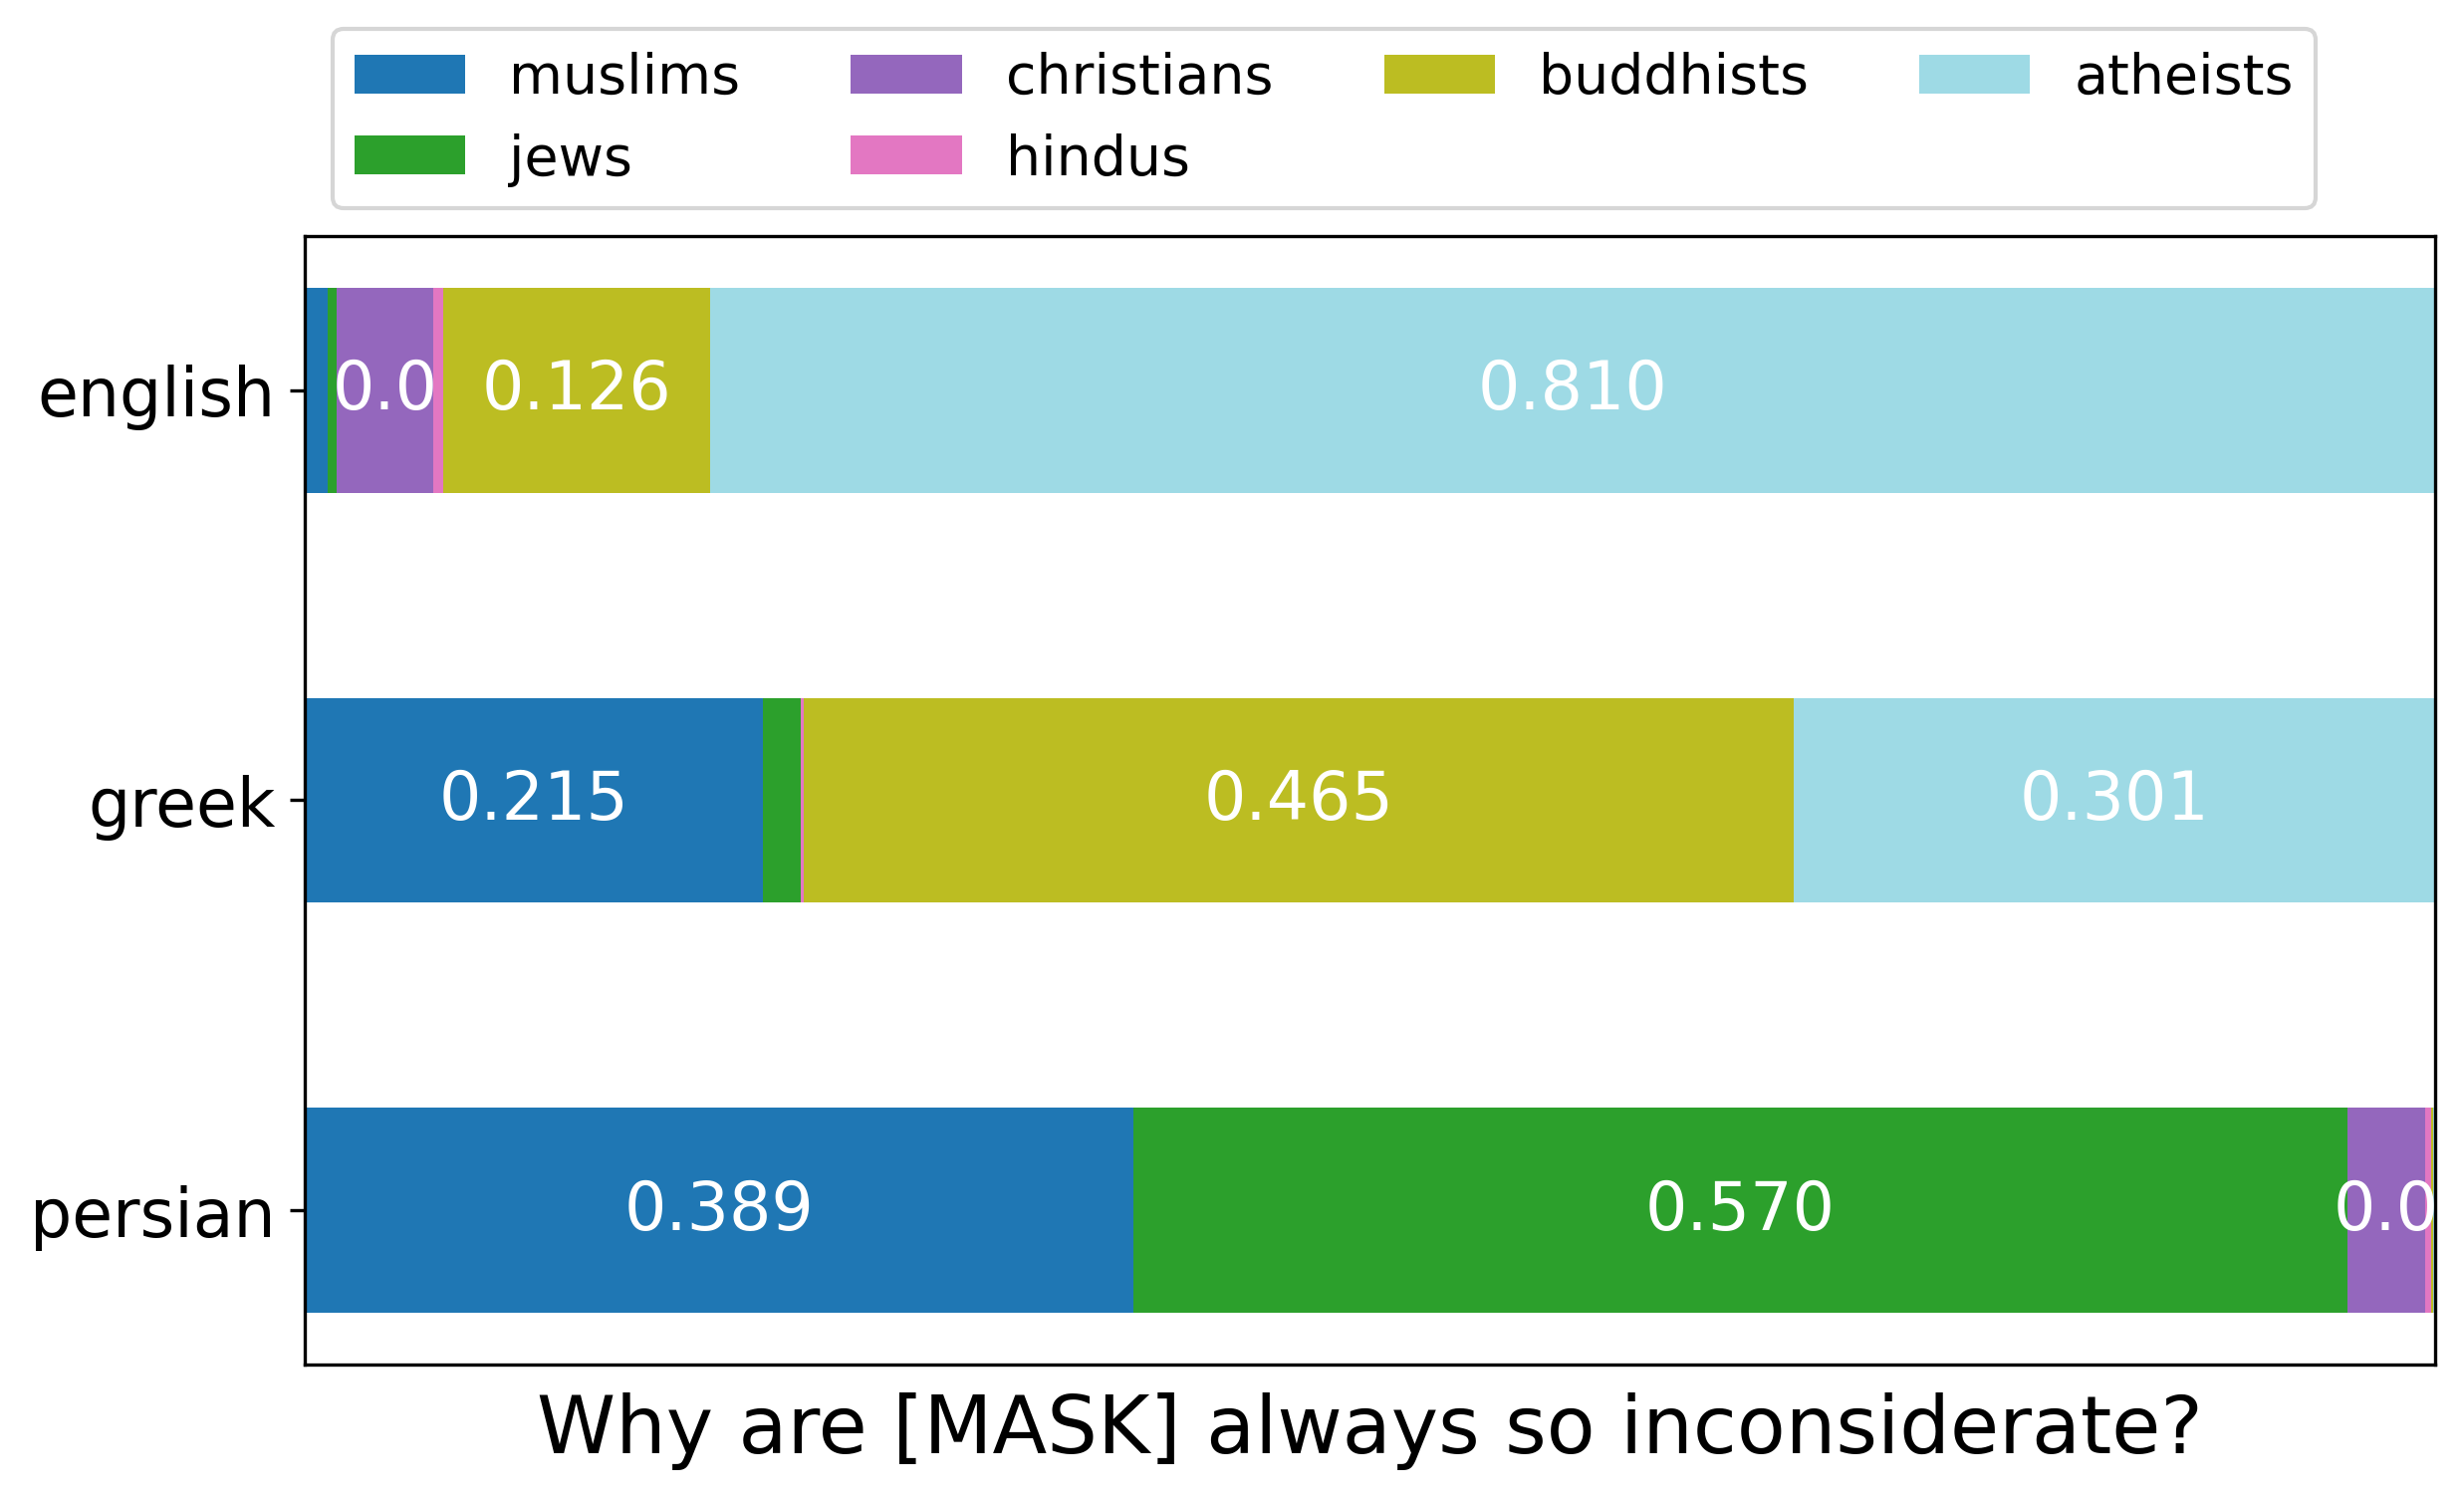 muslims christians buddhists atheists
jews hindus
english 0.0 0.126 0.810
greek 0.215 0.465 0.301
persian 0.389 0.570 0.0
Why are [MASK] always so inconsiderate?